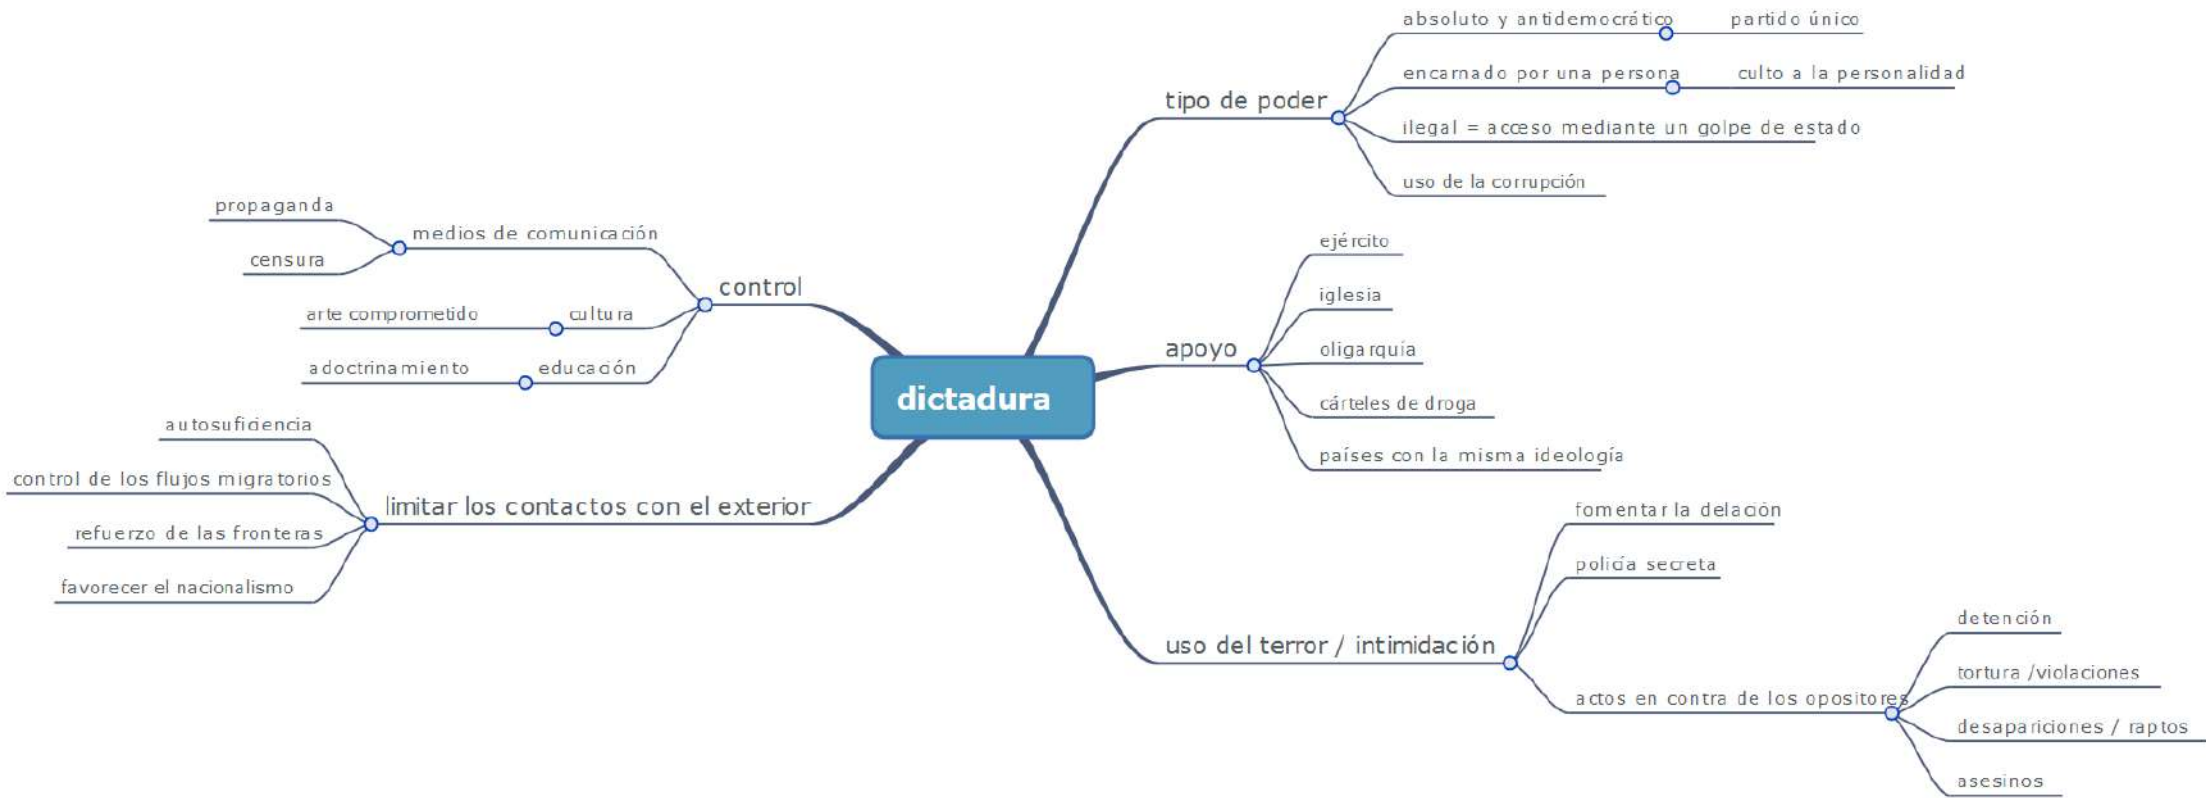 dictadura
tipo de poder
absoluto y antidemocrático
partido único
encarnado por una persona
culto a la personalidad
ilegal = acceso mediante un golpe de estado
uso de la corrupción
apoyo
ejército
iglesia
oligarquía
cárteles de droga
países con la misma ideología
uso del terror / intimidación
fomentar la delación
policía secreta
actos en contra de los opositores
detención
tortura /violaciones
desapariciones / raptos
asesinos
control
medios de comunicación
propaganda
censura
cultura
arte comprometido
educación
adoctrinamiento
limitar los contactos con el exterior
autosuficiencia
control de los flujos migratorios
refuerzo de las fronteras
favorecer el nacionalismo